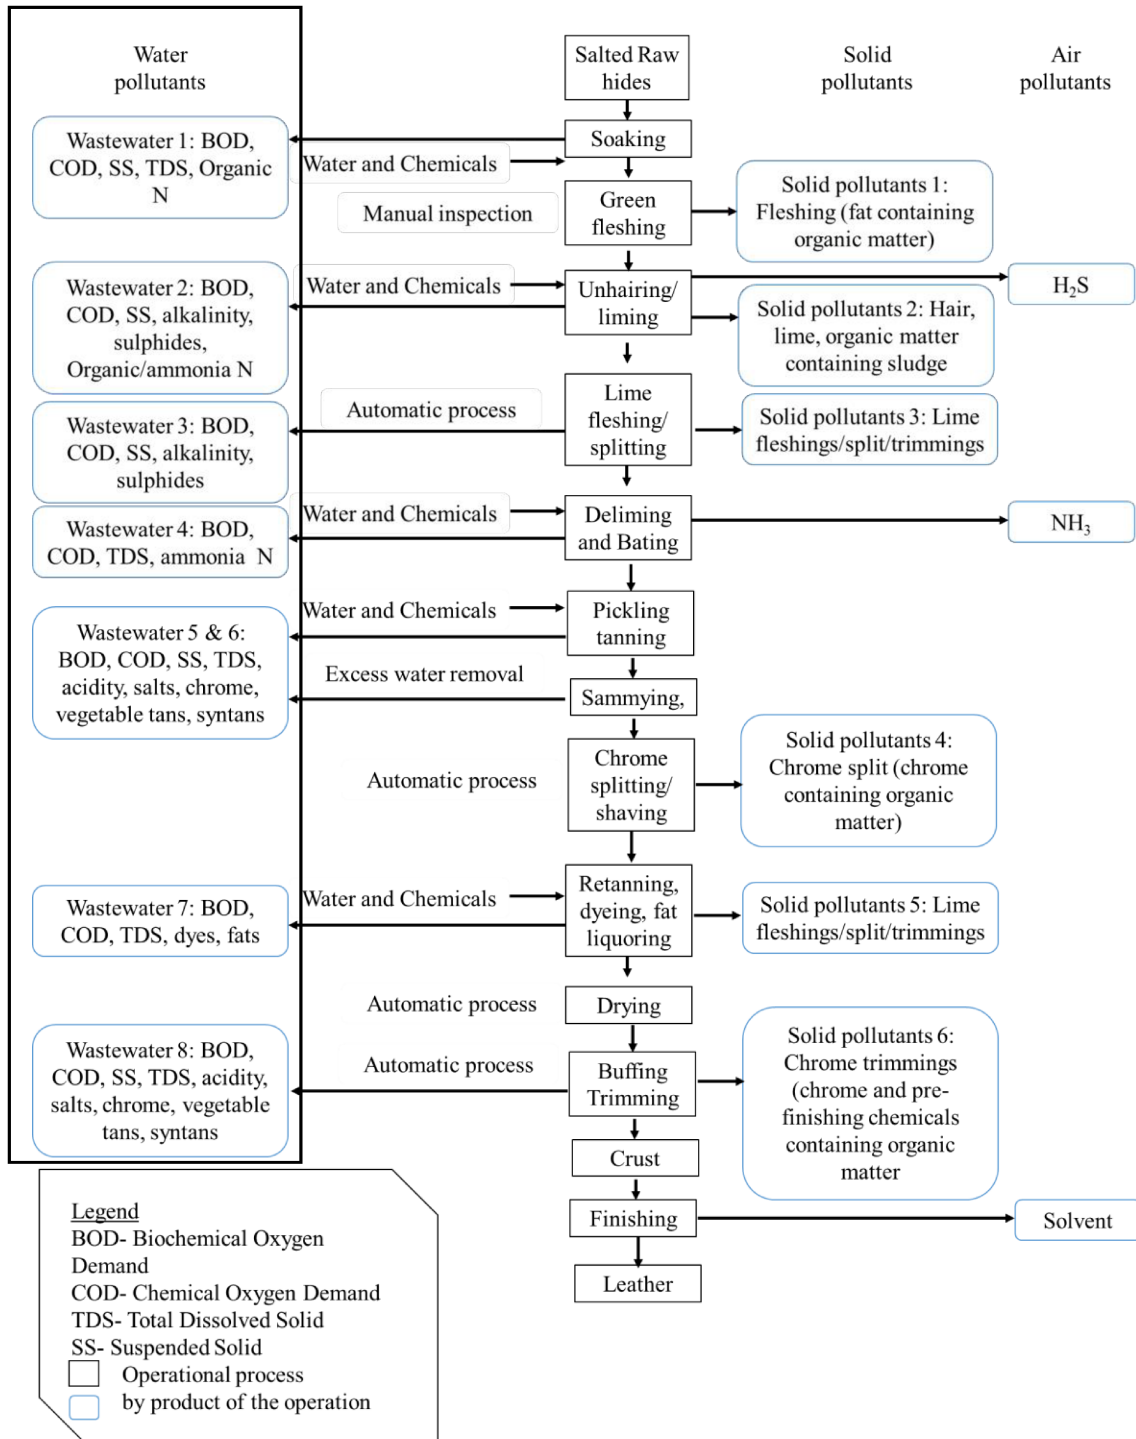 Water
pollutants
Salted Raw
hides
Solid
pollutants
Air
pollutants
Wastewater 1: BOD,
COD, SS, TDS, Organic
N
Soaking
Water and Chemicals
Manual inspection
Green
fleshing
Solid pollutants 1:
Fleshing (fat containing
organic matter)
Wastewater 2: BOD,
COD, SS, alkalinity,
sulphides,
Organic/ammonia N
Water and Chemicals
Unhairing/
liming
H₂S
Solid pollutants 2: Hair,
lime, organic matter
containing sludge
Wastewater 3: BOD,
COD, SS, alkalinity,
sulphides
Automatic process
Lime
fleshing/
splitting
Solid pollutants 3: Lime
fleshings/split/trimmings
Wastewater 4: BOD,
COD, TDS, ammonia N
Water and Chemicals
Deliming
and Bating
NH₃
Water and Chemicals
Pickling
tanning
Wastewater 5 & 6:
BOD, COD, SS, TDS,
acidity, salts, chrome,
vegetable tans, syntans
Excess water removal
Sammying,
Automatic process
Chrome
splitting/
shaving
Solid pollutants 4:
Chrome split (chrome
containing organic
matter)
Wastewater 7: BOD,
COD, TDS, dyes, fats
Water and Chemicals
Retanning,
dyeing, fat
liquoring
Solid pollutants 5: Lime
fleshings/split/trimmings
Automatic process
Drying
Wastewater 8: BOD,
COD, SS, TDS, acidity,
salts, chrome, vegetable
tans, syntans
Automatic process
Buffing
Trimming
Solid pollutants 6:
Chrome trimmings
(chrome and pre-
finishing chemicals
containing organic
matter
Crust
Finishing
Solvent
Leather
Legend
BOD- Biochemical Oxygen
Demand
COD- Chemical Oxygen Demand
TDS- Total Dissolved Solid
SS- Suspended Solid
Operational process
by product of the operation